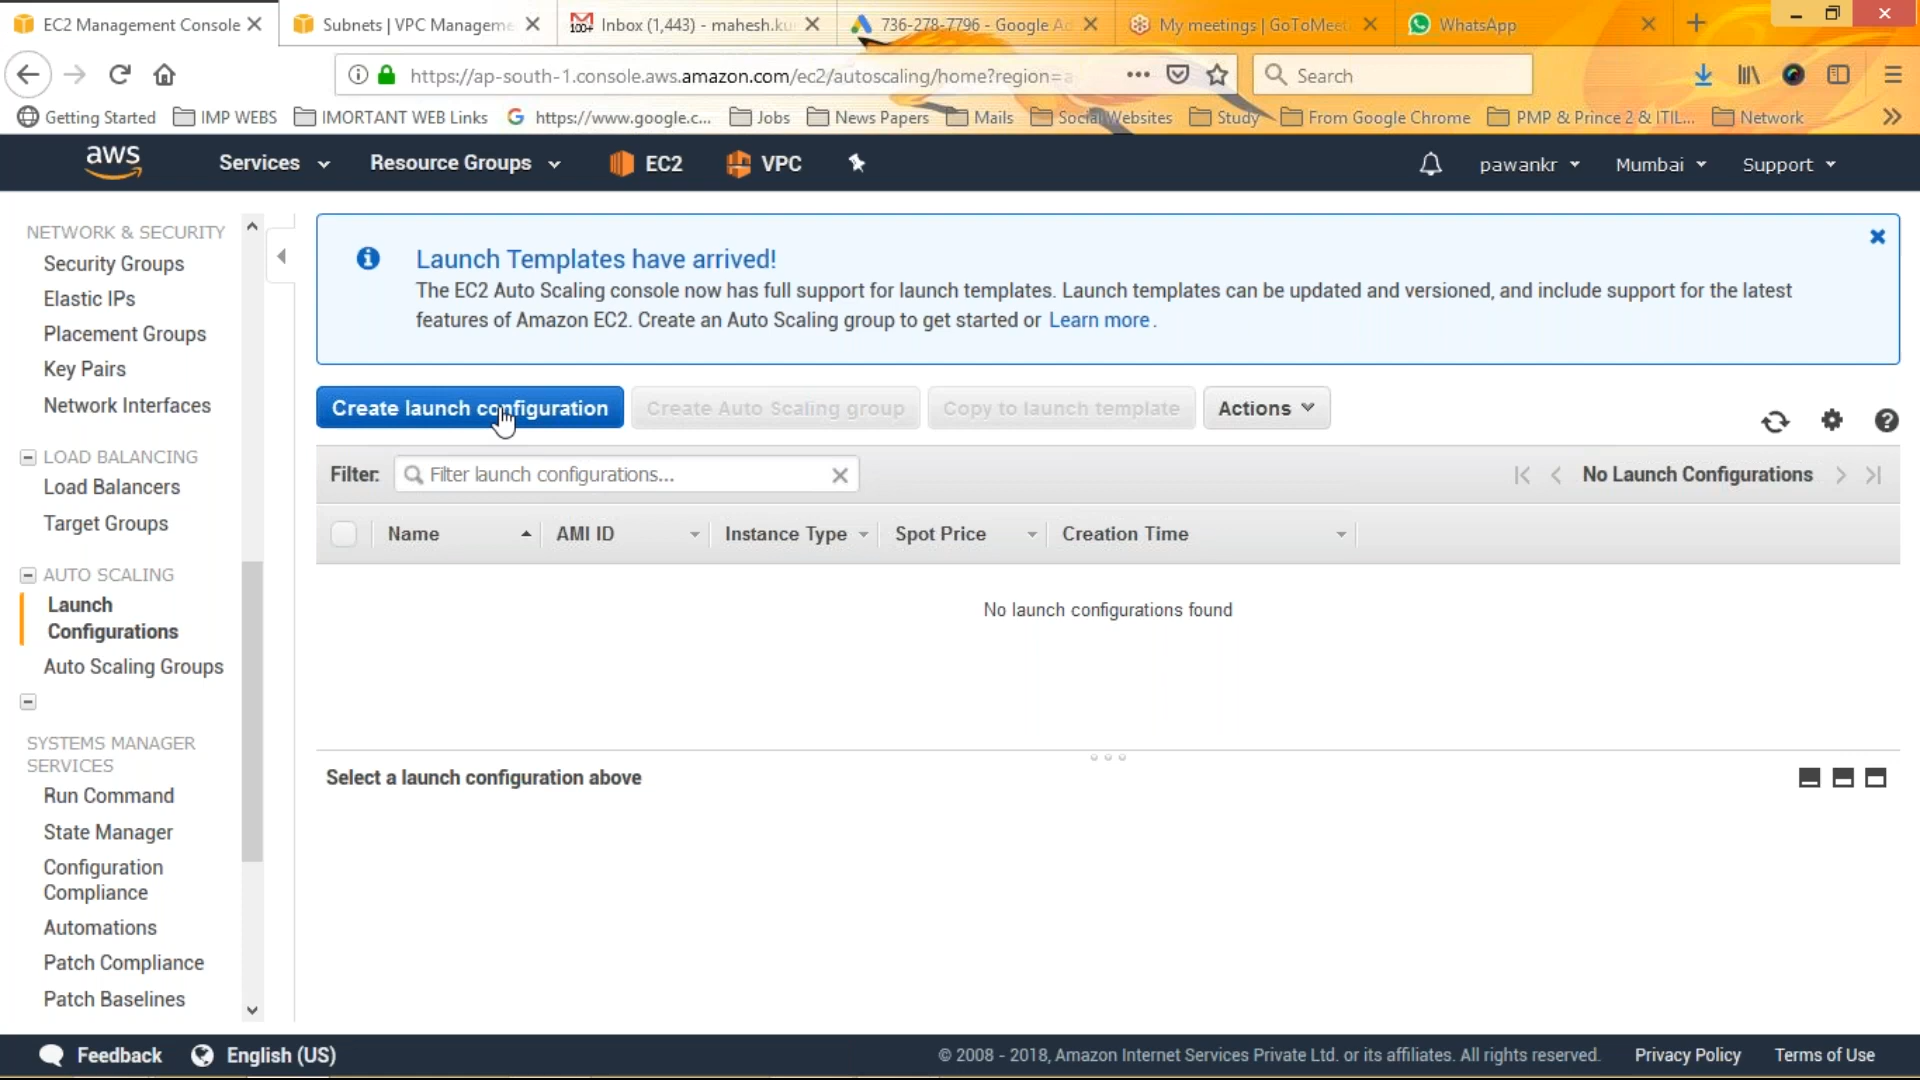 EC2 Management Console
Subnets | VPC Manageme
Inbox (1,443) - mahesh.ku
736-278-7796 - Google Ad
My meetings | GoToMeet
WhatsApp
https://ap-south-1.console.aws.amazon.com/ec2/autoscaling/home?region=a
Search
Getting Started
IMP WEBS
IMORTANT WEB Links
https://www.google.c...
Jobs
News Papers
Mails
Social Websites
Study
From Google Chrome
PMP & Prince 2 & ITIL...
Network
aws
Services
Resource Groups
EC2
VPC
pawankr
Mumbai
Support
NETWORK & SECURITY
Security Groups
Elastic IPs
Placement Groups
Key Pairs
Network Interfaces
LOAD BALANCING
Load Balancers
Target Groups
AUTO SCALING
Launch
Configurations
Auto Scaling Groups
SYSTEMS MANAGER
SERVICES
Run Command
State Manager
Configuration
Compliance
Automations
Patch Compliance
Patch Baselines
Launch Templates have arrived!
The EC2 Auto Scaling console now has full support for launch templates. Launch templates can be updated and versioned, and include support for the latest
features of Amazon EC2. Create an Auto Scaling group to get started or Learn more.
Create launch configuration
Create Auto Scaling group
Copy to launch template
Actions
Filter:
Filter launch configurations...
No Launch Configurations
Name
AMI ID
Instance Type
Spot Price
Creation Time
No launch configurations found
Select a launch configuration above
Feedback
English (US)
© 2008 - 2018, Amazon Internet Services Private Ltd. or its affiliates. All rights reserved.
Privacy Policy
Terms of Use